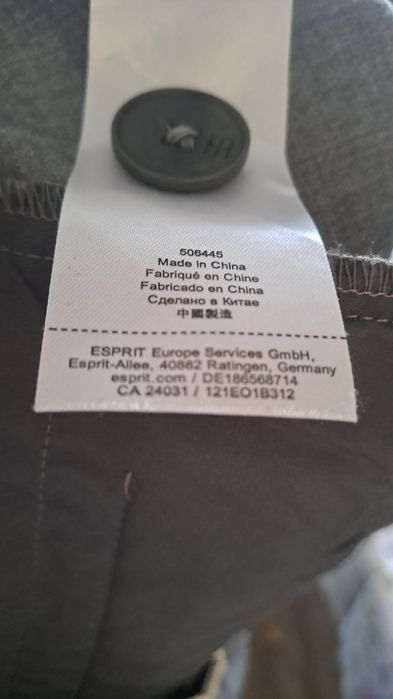 506445
Made in China
Fabriqué en Chine
Fabricado en China
Сделано в Китае
中國製造
ESPRIT Europe Services GmbH,
Esprit-Allee, 40882 Ratingen, Germany
esprit.com / DE186568714
CA 24031 / 121EO1B312